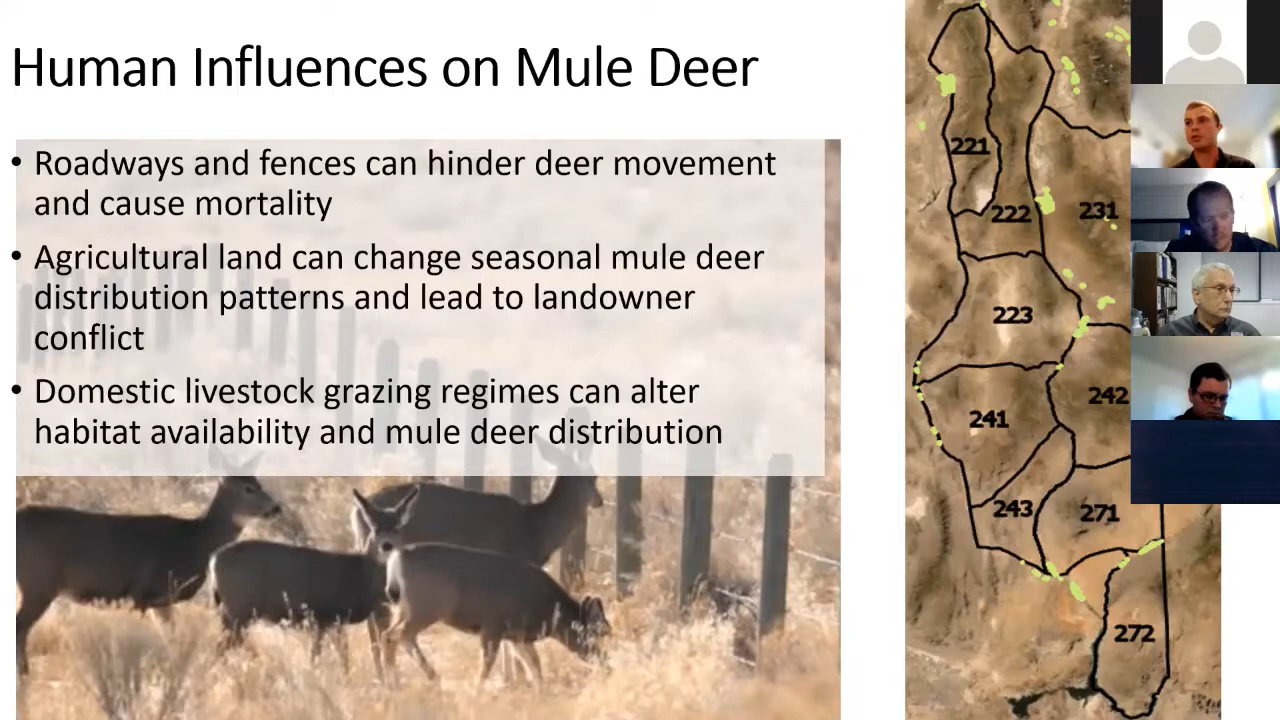 Human Influences on Mule Deer
• Roadways and fences can hinder deer movement
and cause mortality
• Agricultural land can change seasonal mule deer
distribution patterns and lead to landowner
conflict
• Domestic livestock grazing regimes can alter
habitat availability and mule deer distribution
221
222
231
223
242
241
243
271
272